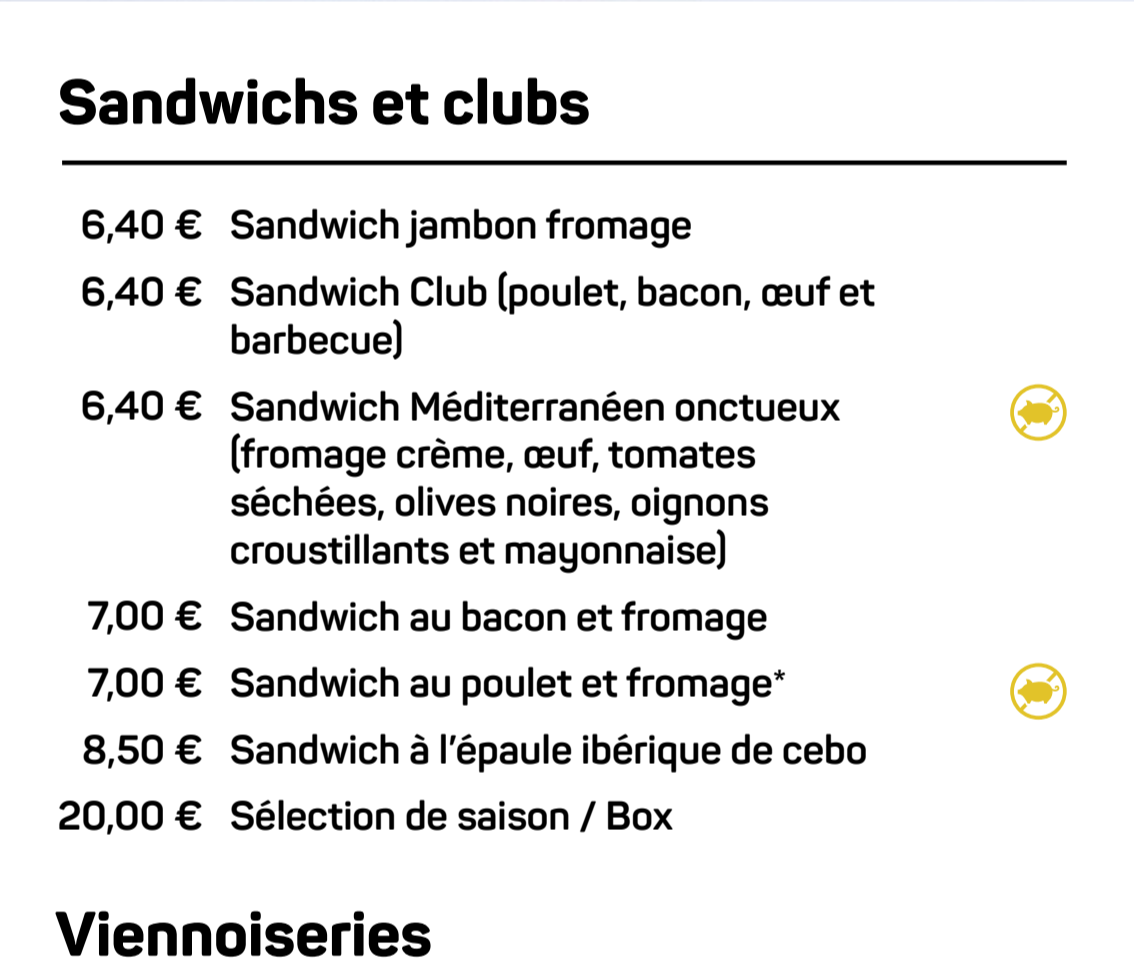 Sandwichs et clubs
6,40 € Sandwich jambon fromage
6,40 € Sandwich Club (poulet, bacon, œuf et
barbecue)
6,40 € Sandwich Méditerranéen onctueux
(fromage crème, œuf, tomates
séchées, olives noires, oignons
croustillants et mayonnaise)
7,00 € Sandwich au bacon et fromage
7,00 € Sandwich au poulet et fromage*
8,50 € Sandwich à l’épaule ibérique de cebo
20,00 € Sélection de saison / Box
Viennoiseries